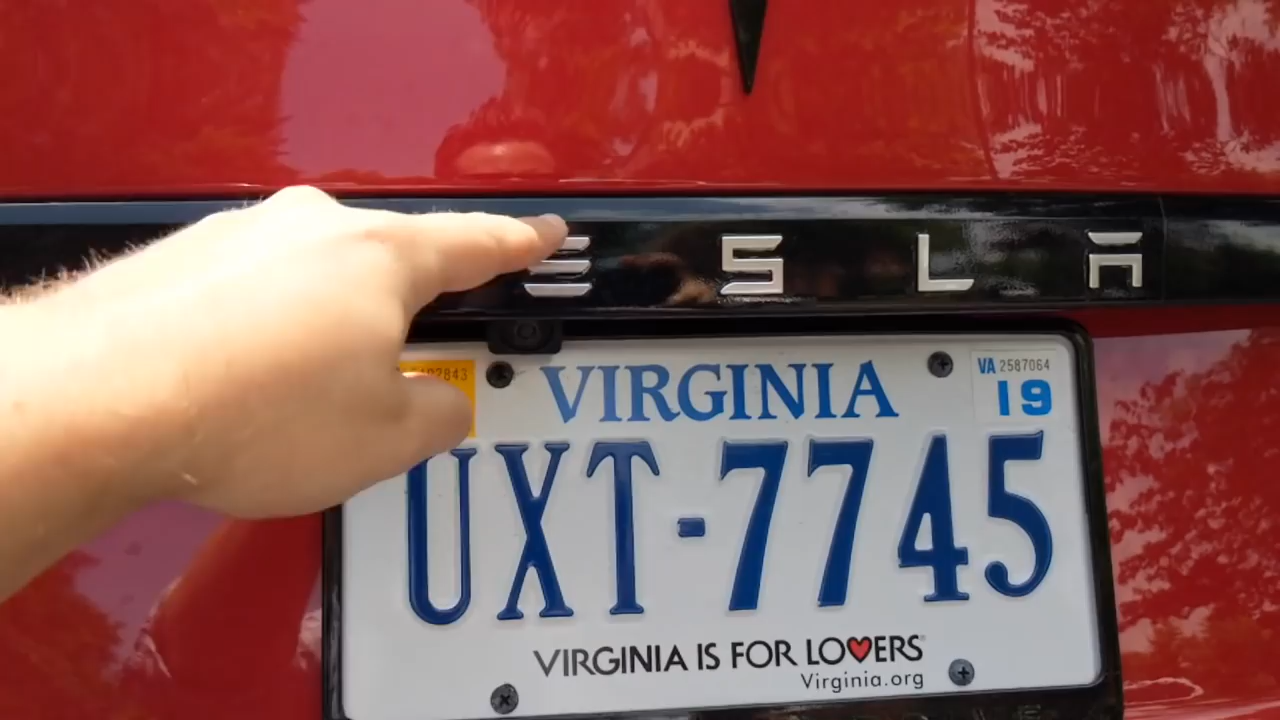 ESLA
VIRGINIA
VA 2587064
19
UXT-7745
VIRGINIA IS FOR LOVERS
Virginia.org